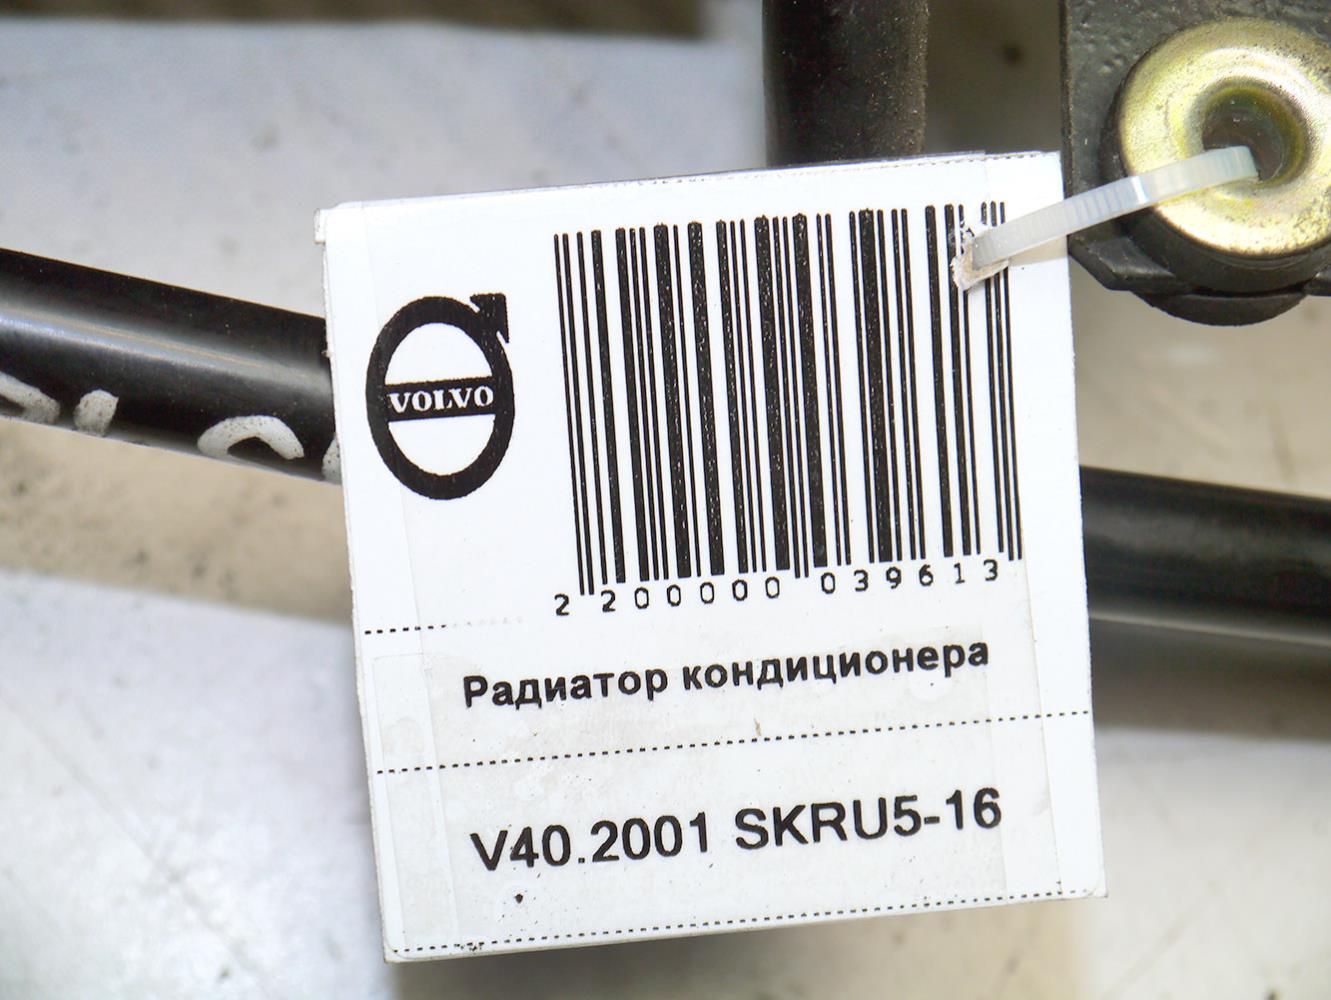 VOLVO
2 200000 039613
Радиатор кондиционера
V40.2001 SKRU5-16